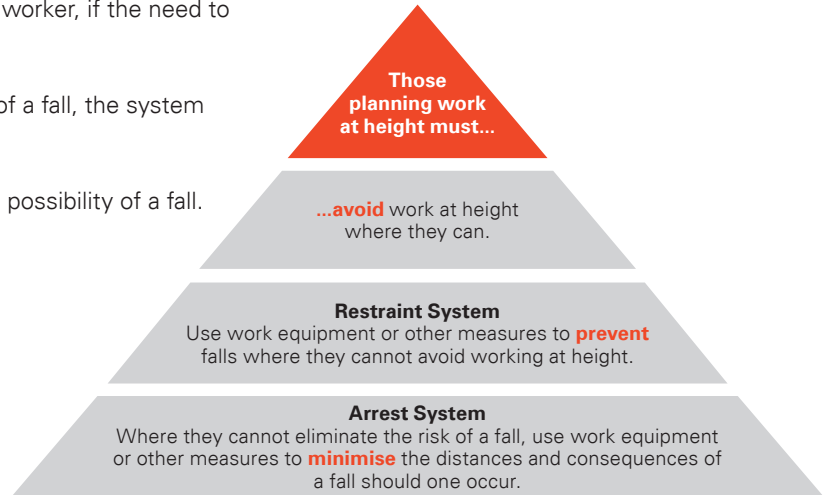 worker, if the need to
of a fall, the system
possibility of a fall.
Those
planning work
at height must...
...avoid work at height
where they can.
Restraint System
Use work equipment or other measures to prevent
falls where they cannot avoid working at height.
Arrest System
Where they cannot eliminate the risk of a fall, use work equipment
or other measures to minimise the distances and consequences of
a fall should one occur.